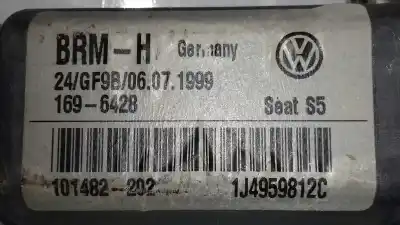 BRM-H Germany
24/GF9B/06.07.1999
169-6428 Seat S5
101482-202 1J4959812C